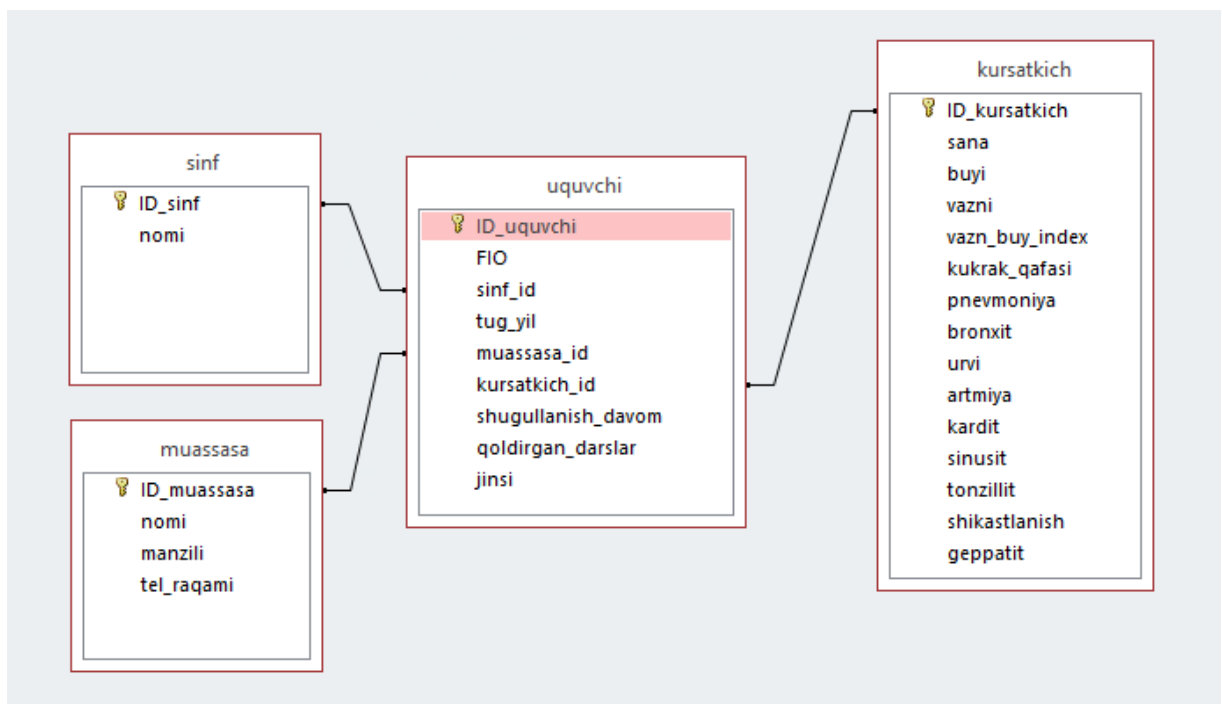 sinf
ID_sinf
nomi
muassasa
ID_muassasa
nomi
manzili
tel_raqami
uquvchi
ID_uquvchi
FIO
sinf_id
tug_yil
muassasa_id
kursatkich_id
shugullanish_davom
qoldirgan_darslar
jinsi
kursatkich
ID_kursatkich
sana
buyi
vazni
vazn_buy_index
kukrak_qafasi
pnevmoniya
bronxit
urvi
artmiya
kardit
sinusit
tonzillit
shikastlanish
geppatit